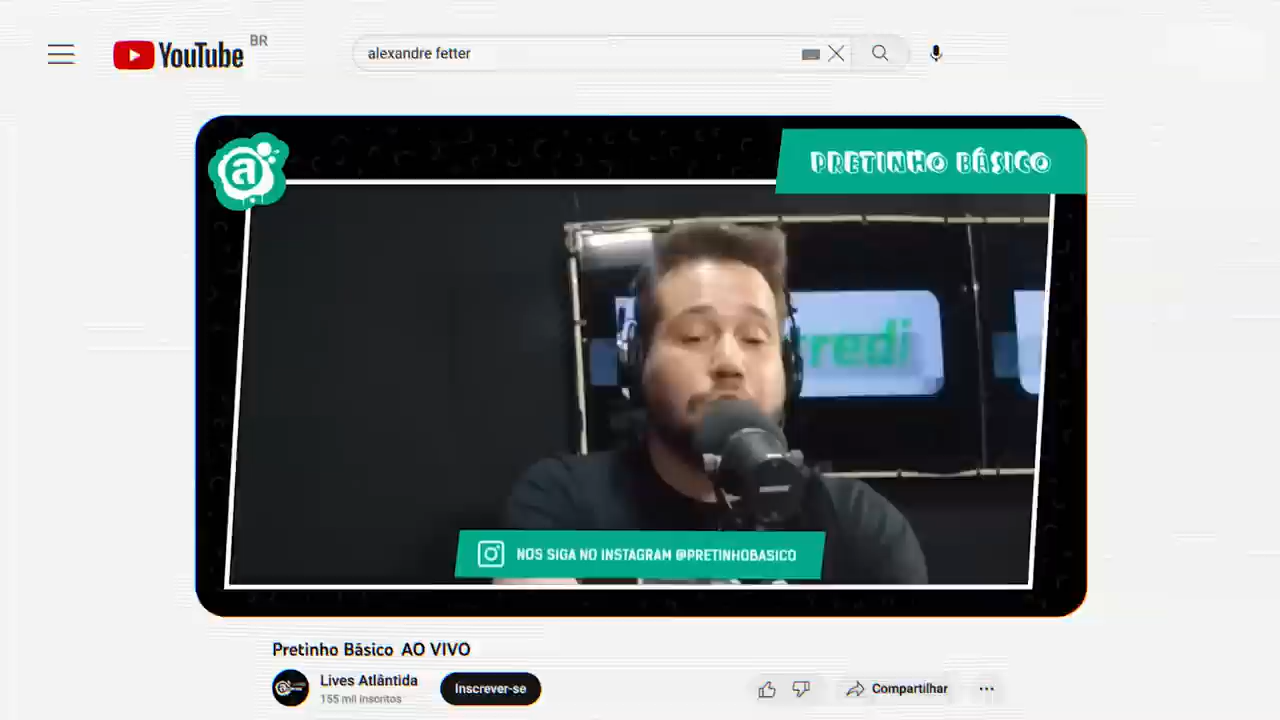 YouTube BR
alexandre fetter
PRETINHO BÁSICO
redi
NOS SIGA NO INSTAGRAM @PRETINHOBASICO
Pretinho Básico AO VIVO
Lives Atlântida
155 mil inscritos
Inscrever-se
Compartilhar